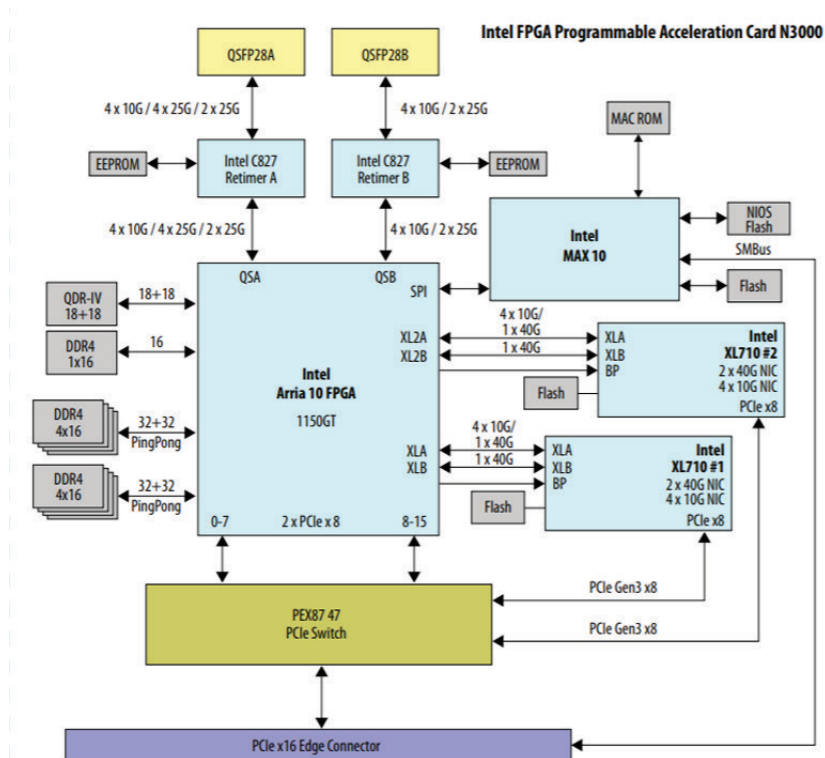 Intel FPGA Programmable Acceleration Card N3000
QSFP28A
QSFP28B
4 x 10G / 4 x 25G / 2 x 25G
4 x 10G / 2 x 25G
MAC ROM
EEPROM
Intel C827
Retimer A
Intel C827
Retimer B
EEPROM
4 x 10G / 4 x 25G / 2 x 25G
4 x 10G / 2 x 25G
Intel
MAX 10
NIOS
Flash
SMBus
Flash
QSA
QSB
SPI
QDR-IV
18+18
18+18
DDR4
1x16
16
Intel
Arria 10 FPGA
1150GT
XL2A
XL2B
4 x 10G/
1 x 40G
1 x 40G
XLA
XLB
BP
Intel
XL710 #2
2 x 40G NIC
4 x 10G NIC
PCIe x8
Flash
DDR4
4x16
32+32
PingPong
XLA
XLB
4 x 10G/
1 x 40G
1 x 40G
XLA
XLB
BP
Intel
XL710 #1
2 x 40G NIC
4 x 10G NIC
PCIe x8
Flash
DDR4
4x16
32+32
PingPong
0-7
2 x PCIe x 8
8-15
PEX87 47
PCIe Switch
PCIe Gen3 x8
PCIe Gen3 x8
PCIe x16 Edge Connector